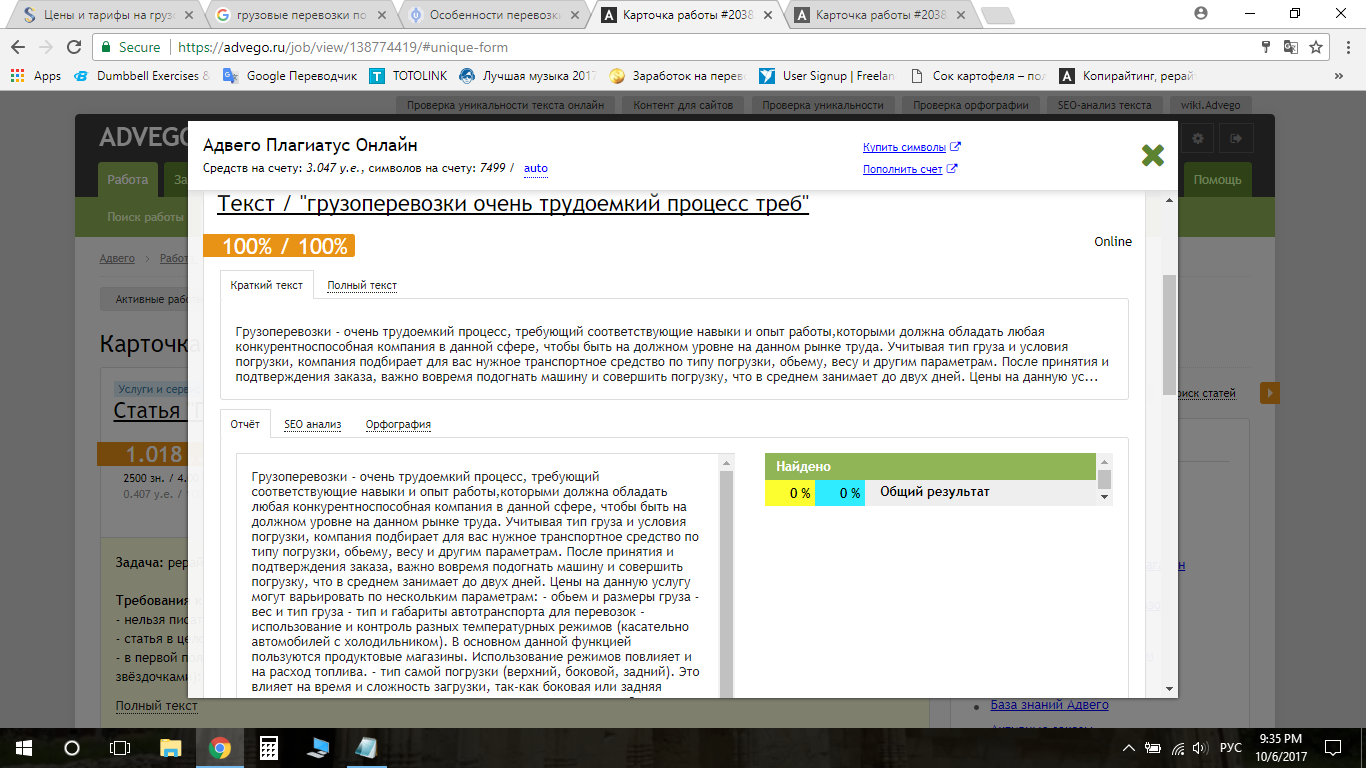 Цены и тарифы на грузо
грузовые перевозки по
Особенности перевозки
Карточка работы #2038
Карточка работы #2038
Secure
https://advego.ru/job/view/138774419/#unique-form
Apps
Dumbbell Exercises &
Google Переводчик
TOTOLINK
Лучшая музыка 2017
Заработок на перев
User Signup | Freelan
Сок картофеля – пол
Копирайтинг, рерайт
»
Проверка уникальности текста онлайн
Контент для сайтов
Проверка уникальности
Проверка орфографии
SEO-анализ текста
wiki.Advego
ADVEGO
Адвего Плагиатус Онлайн
Средств на счету: 3.047 у.е., символов на счету: 7499 / auto
Купить символы
Пополнить счет
Работа
За
Помощь
Поиск работы
Адвего
Работ
Активные рабо
Карточка
Услуги и серв
Статья "Г
1.018
2500 зн. / 4.0
0.407 у.е. /
Задача: рера
Требования к
- нельзя писат
- статья в цел
- в первой по
звёздочками
Полный текст
Текст / "грузоперевозки очень трудоемкий процесс треб"
100% / 100%
Online
Краткий текст
Полный текст
Грузоперевозки - очень трудоемкий процесс, требующий соответствующие навыки и опыт работы,которыми должна обладать любая
конкурентноспособная компания в данной сфере, чтобы быть на должном уровне на данном рынке труда. Учитывая тип груза и условия
погрузки, компания подбирает для вас нужное транспортное средство по типу погрузки, обьему, весу и другим параметрам. После принятия и
подтверждения заказа, важно вовремя подогнать машину и совершить погрузку, что в среднем занимает до двух дней. Цены на данную ус...
Отчёт
SEO анализ
Орфография
Грузоперевозки - очень трудоемкий процесс, требующий
соответствующие навыки и опыт работы,которыми должна обладать
любая конкурентноспособная компания в данной сфере, чтобы быть на
должном уровне на данном рынке труда. Учитывая тип груза и условия
погрузки, компания подбирает для вас нужное транспортное средство по
типу погрузки, обьему, весу и другим параметрам. После принятия и
подтверждения заказа, важно вовремя подогнать машину и совершить
погрузку, что в среднем занимает до двух дней. Цены на данную услугу
могут варьировать по нескольким параметрам: - обьем и размеры груза -
вес и тип груза - тип и габариты автотранспорта для перевозок -
использование и контроль разных температурных режимов (касательно
автомобилей с холодильником). В основном данной функцией
пользуются продуктовые магазины. Использование режимов повлияет и
на расход топлива. - тип самой погрузки (верхний, боковой, задний). Это
влияет на время и сложность загрузки, так-как боковая или задняя
Найдено
0 %
0 %
Общий результат
иск статей
База знаний Адвего
РУС
9:35 PM
10/6/2017